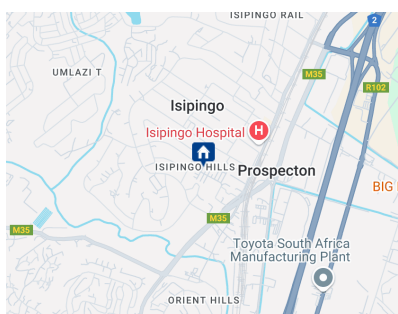 ISIPINGO RAIL
2
UMLAZI T
M35
R102
Isipingo
Isipingo Hospital
H
ISIPINGO HILLS
Prospecton
BIG
M35
M35
Toyota South Africa
Manufacturing Plant
ORIENT HILLS